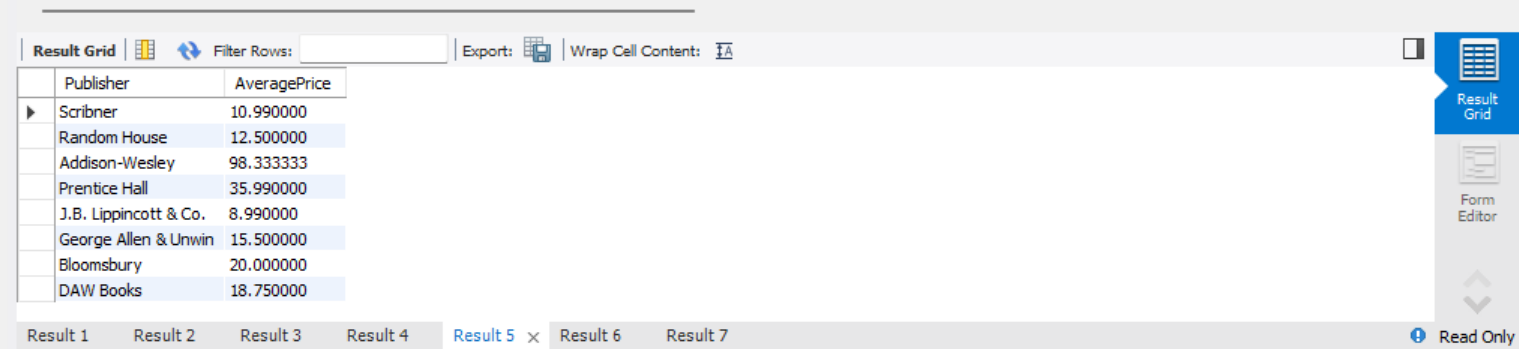 Result Grid Filter Rows: Export: Wrap Cell Content: IA
Publisher AveragePrice
Scribner 10.990000
Random House 12.500000
Addison-Wesley 98.333333
Prentice Hall 35.990000
J.B. Lippincott & Co. 8.990000
George Allen & Unwin 15.500000
Bloomsbury 20.000000
DAW Books 18.750000
Result
Grid
Form
Editor
Result 1 Result 2 Result 3 Result 4 Result 5 × Result 6 Result 7 Read Only